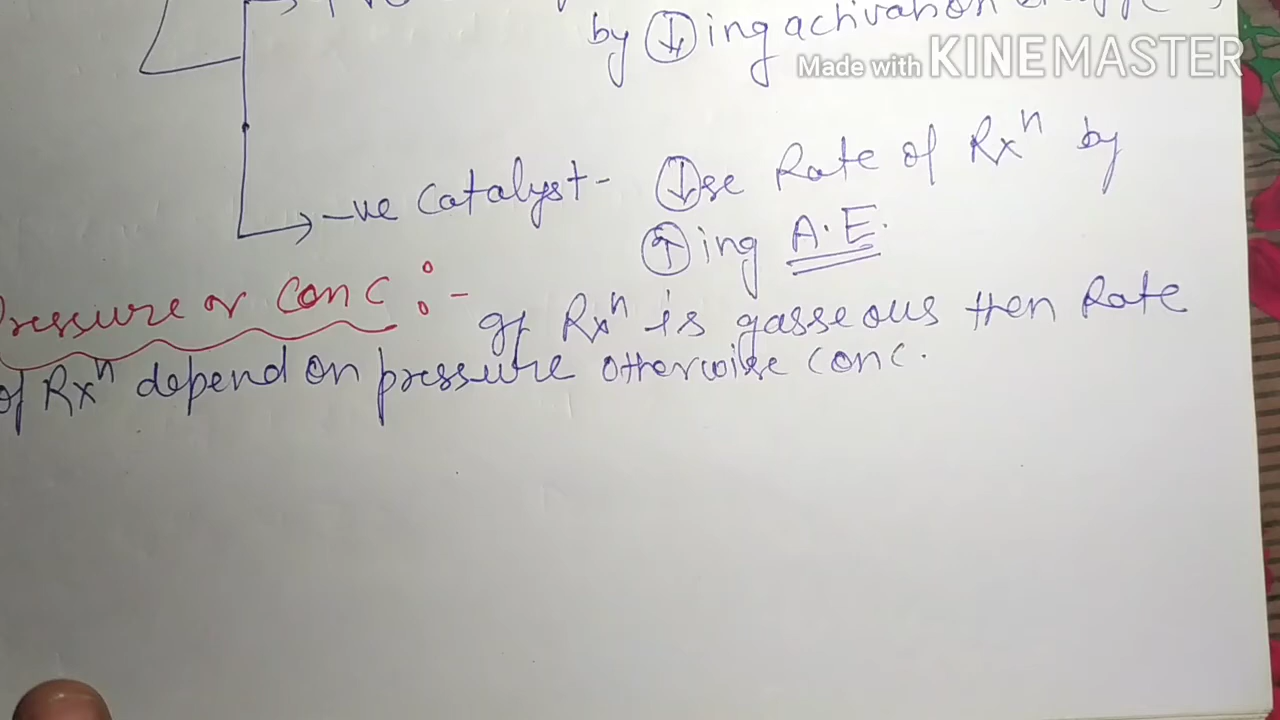 by ↓ing activation
Made with KINEMASTER
-ve Catalyst- ↓se Rate of Rxⁿ by
↑ing A.E.
Pressure or Conc :- If Rxⁿ is gasseous then Rate
of Rxⁿ depend on pressure otherwise conc.